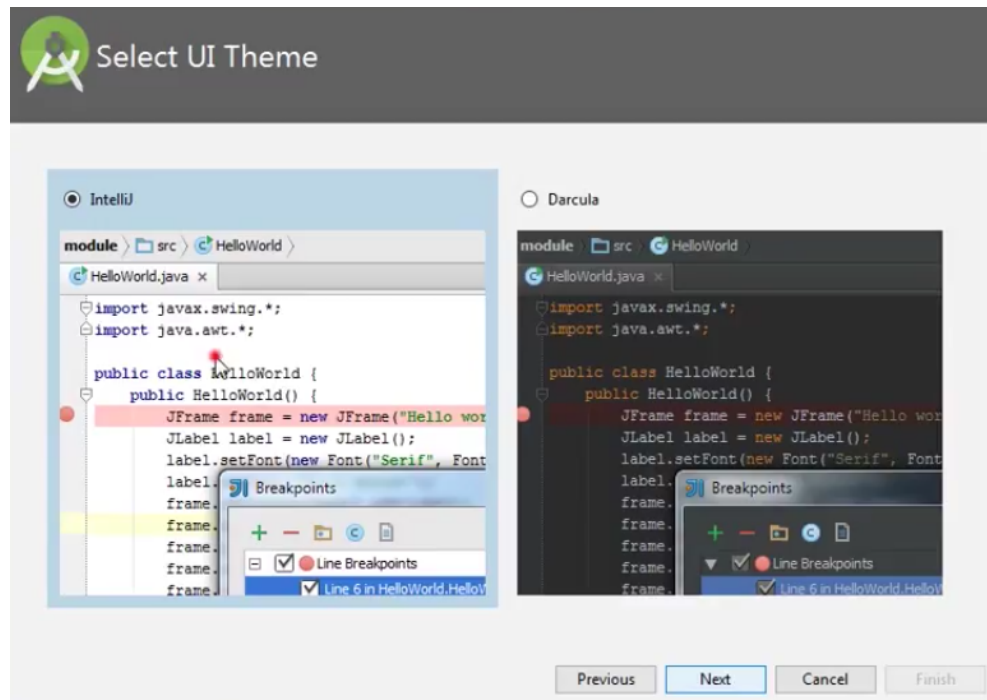 Select UI Theme
IntelliJ
module src HelloWorld
HelloWorld.java ×
import javax.swing.*;
import java.awt.*;
public class HelloWorld {
public HelloWorld() {
JFrame frame = new JFrame("Hello wor
JLabel label = new JLabel();
label.setFont(new Font("Serif", Font
label.
frame.
frame.
frame.
frame.
frame.
Breakpoints
Line Breakpoints
Line 6 in HelloWorld.HelloW
Darcula
module src HelloWorld
HelloWorld.java ×
import javax.swing.*;
import java.awt.*;
public class HelloWorld {
public HelloWorld() {
JFrame frame = new JFrame("Hello wor
JLabel label = new JLabel();
label.setFont(new Font("Serif", Font
label.
frame.
frame.
frame.
frame.
frame.
Breakpoints
Line Breakpoints
Line 6 in HelloWorld.HelloW
Previous Next Cancel Finish